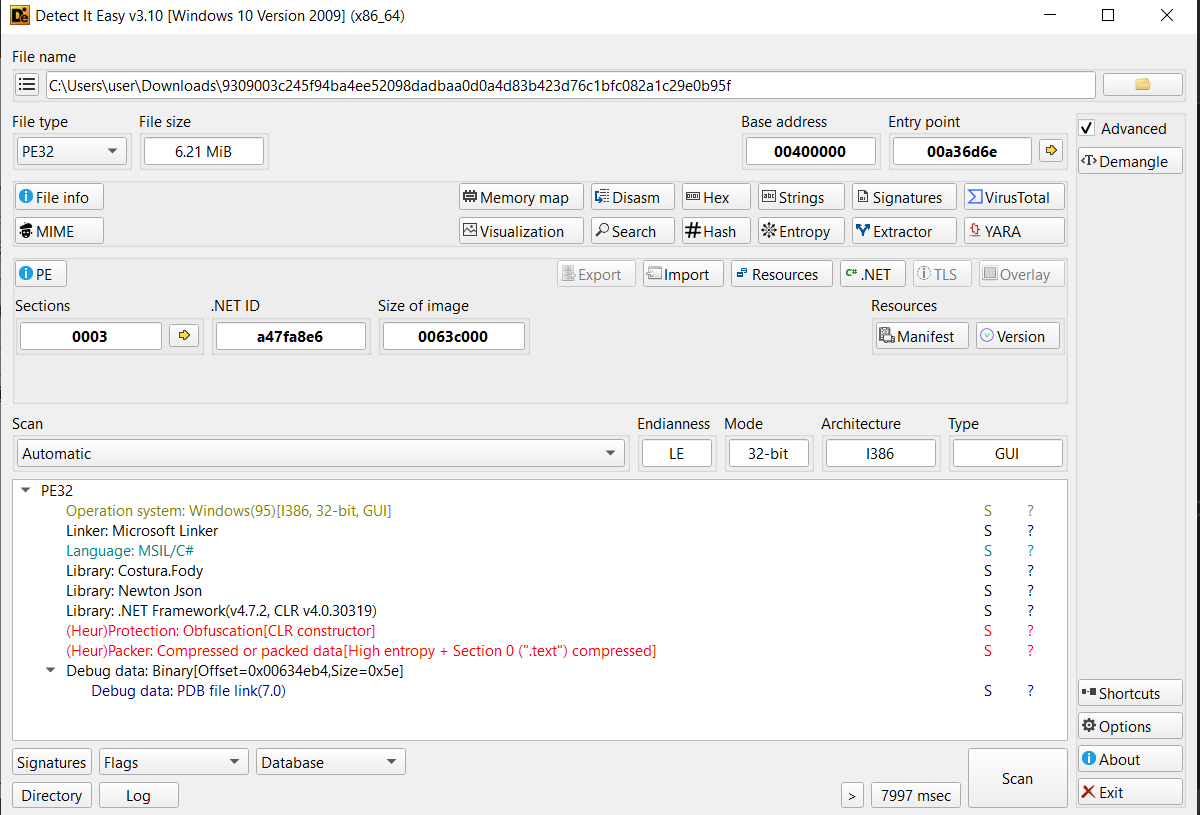 Detect It Easy v3.10 [Windows 10 Version 2009] (x86_64)
File name
C:\Users\user\Downloads\9309003c245f94ba4ee52098dadbaa0d0a4d83b423d76c1bfc082a1c29e0b95f
File type File size Base address Entry point
PE32 6.21 MiB 00400000 00a36d6e
Advanced
Demangle
File info Memory map Disasm Hex Strings Signatures VirusTotal
MIME Visualization Search Hash Entropy Extractor YARA
PE Export Import Resources .NET TLS Overlay
Sections .NET ID Size of image Resources
0003 a47fa8e6 0063c000 Manifest Version
Scan Endianness Mode Architecture Type
Automatic LE 32-bit I386 GUI
PE32
Operation system: Windows(95)[I386, 32-bit, GUI] S ?
Linker: Microsoft Linker S ?
Language: MSIL/C# S ?
Library: Costura.Fody S ?
Library: Newton Json S ?
Library: .NET Framework(v4.7.2, CLR v4.0.30319) S ?
(Heur)Protection: Obfuscation[CLR constructor] S ?
(Heur)Packer: Compressed or packed data[High entropy + Section 0 (".text") compressed] S ?
Debug data: Binary[Offset=0x00634eb4,Size=0x5e]
Debug data: PDB file link(7.0) S ?
Shortcuts
Options
About
Exit
Signatures Flags Database
Directory Log > 7997 msec Scan